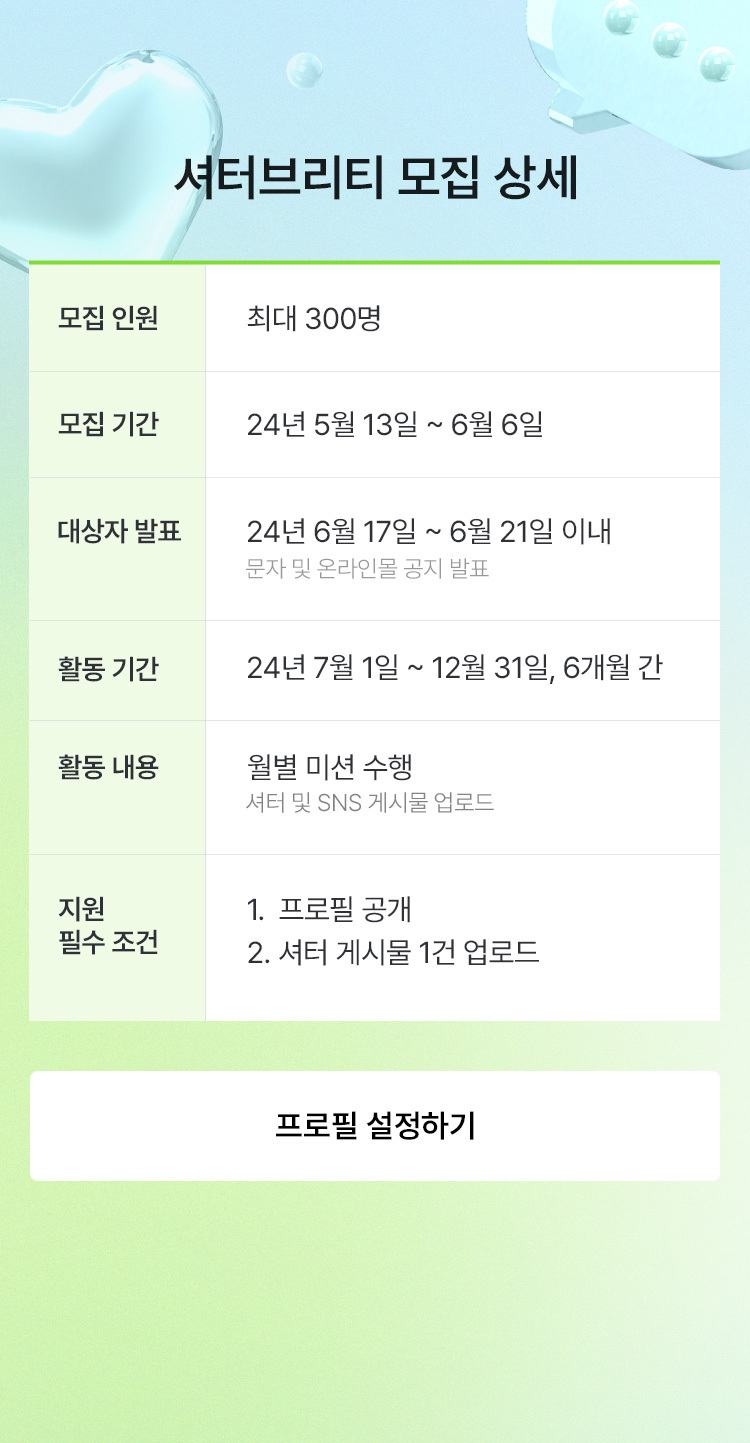 셔터브리티 모집 상세
모집 인원
최대 300명
모집 기간
24년 5월 13일 ~ 6월 6일
대상자 발표
24년 6월 17일 ~ 6월 21일 이내
문자 및 온라인몰 공지 발표
활동 기간
24년 7월 1일 ~ 12월 31일, 6개월 간
활동 내용
월별 미션 수행
셔터 및 SNS 게시물 업로드
지원
필수 조건
1. 프로필 공개
2. 셔터 게시물 1건 업로드
프로필 설정하기